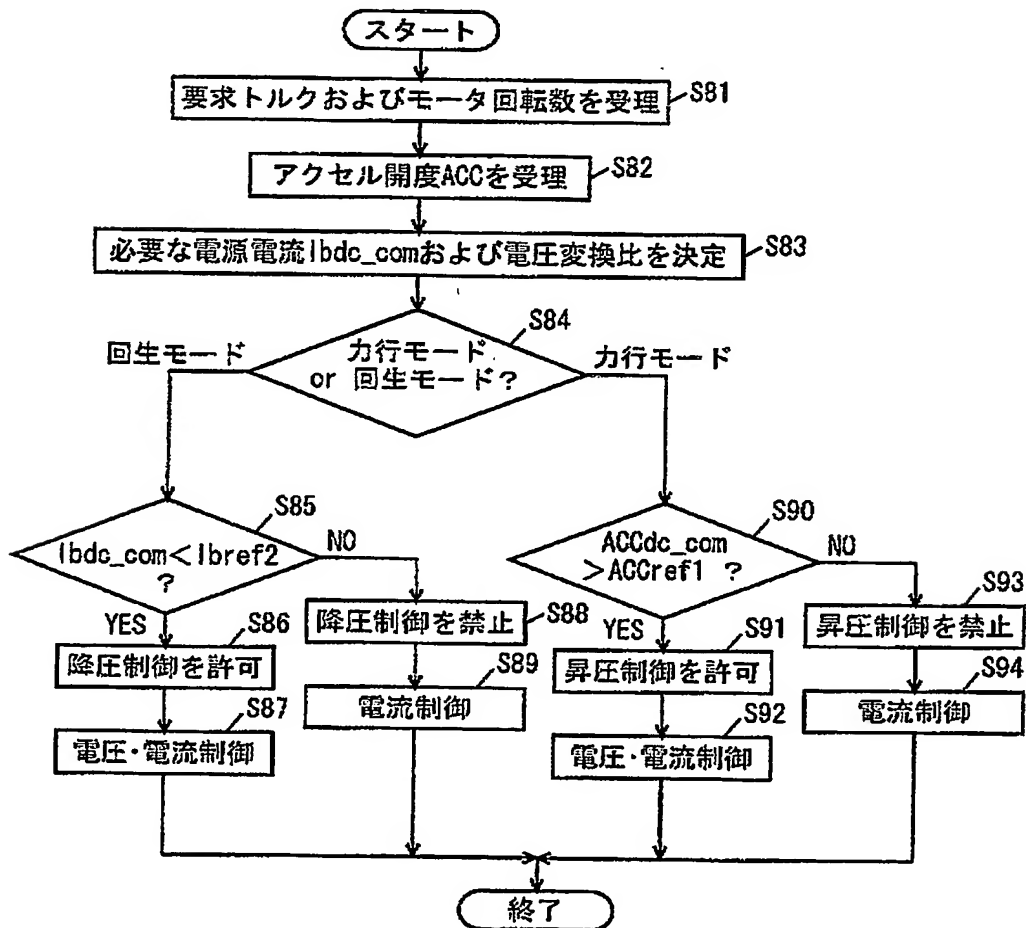 スタート
要求トルクおよびモータ回転数を受理
S81
アクセル開度ACCを受理
S82
必要な電源電流Ibdc_comおよび電圧変換比を決定
S83
S84
回生モード
力行モード
or 回生モード?
力行モード
S85
Ibdc_com<Ibref2
?
NO
YES
S86
降圧制御を許可
S87
電圧・電流制御
降圧制御を禁止
S88
S89
電流制御
S90
ACCdc_com
>ACCref1 ?
NO
YES
S91
昇圧制御を許可
S92
電圧・電流制御
S93
昇圧制御を禁止
S94
電流制御
終了